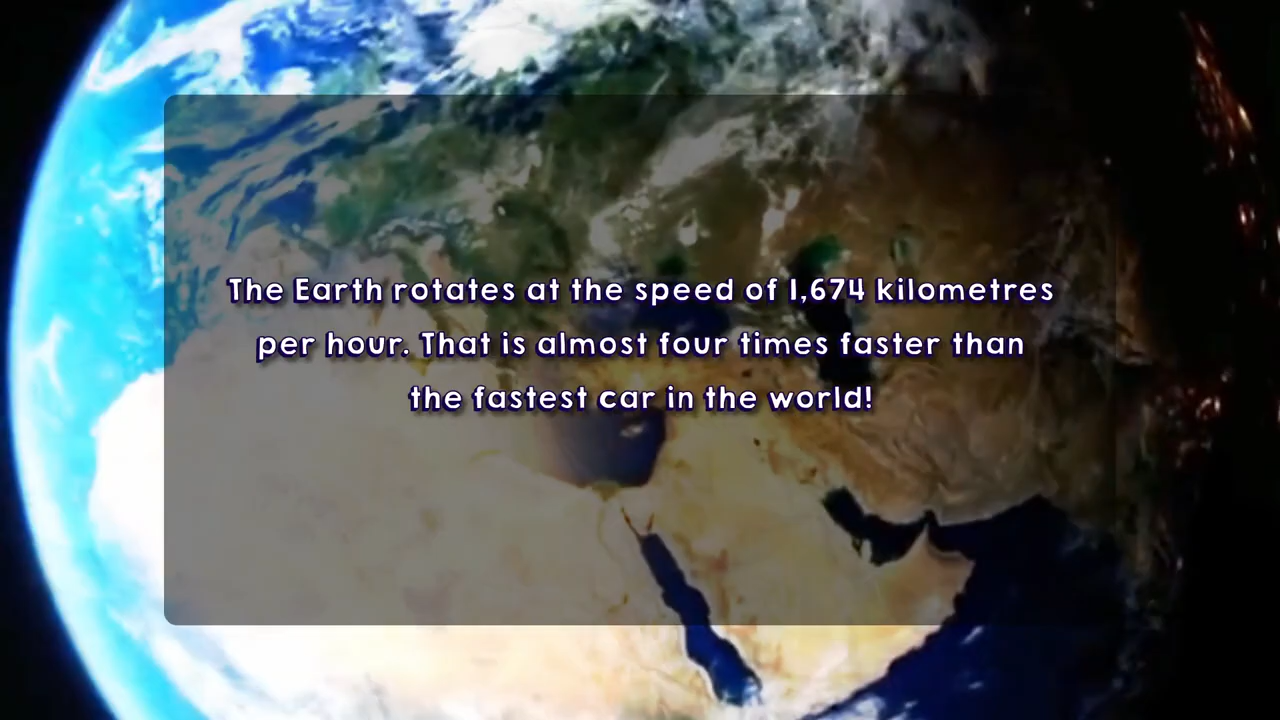 The Earth rotates at the speed of 1,674 kilometres
per hour. That is almost four times faster than
the fastest car in the world!